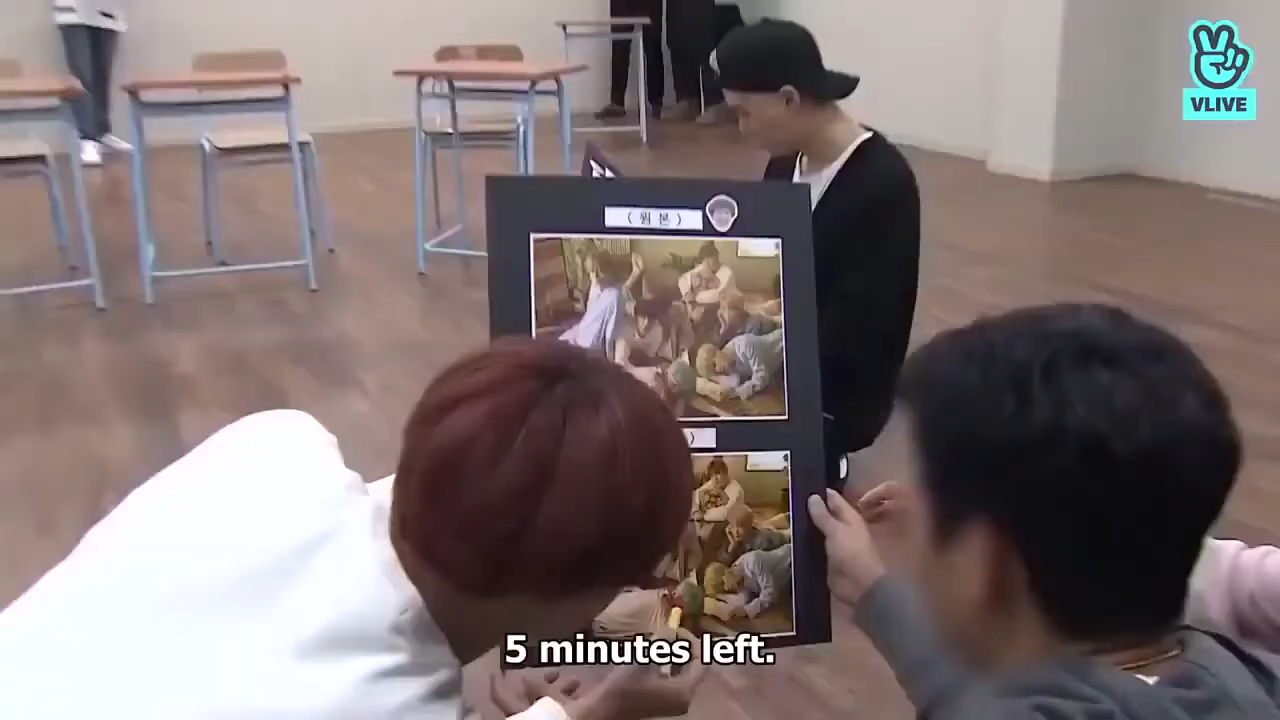 VLIVE
( 원 본 )
)
5 minutes left.